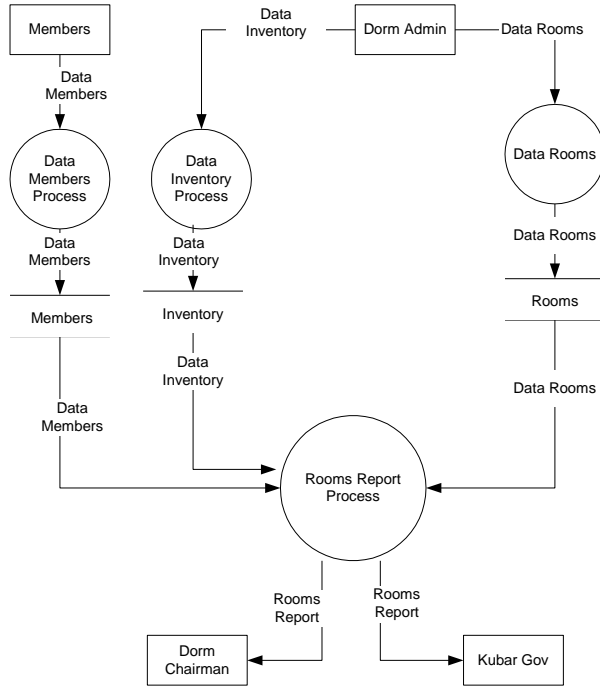 Members
Data
Inventory
Dorm Admin
Data Rooms
Data
Members
Data
Members
Process
Data
Inventory
Process
Data Rooms
Data
Members
Data
Inventory
Data Rooms
Members
Inventory
Rooms
Data
Members
Data
Inventory
Data Rooms
Rooms Report
Process
Rooms
Report
Rooms
Report
Dorm
Chairman
Kubar Gov